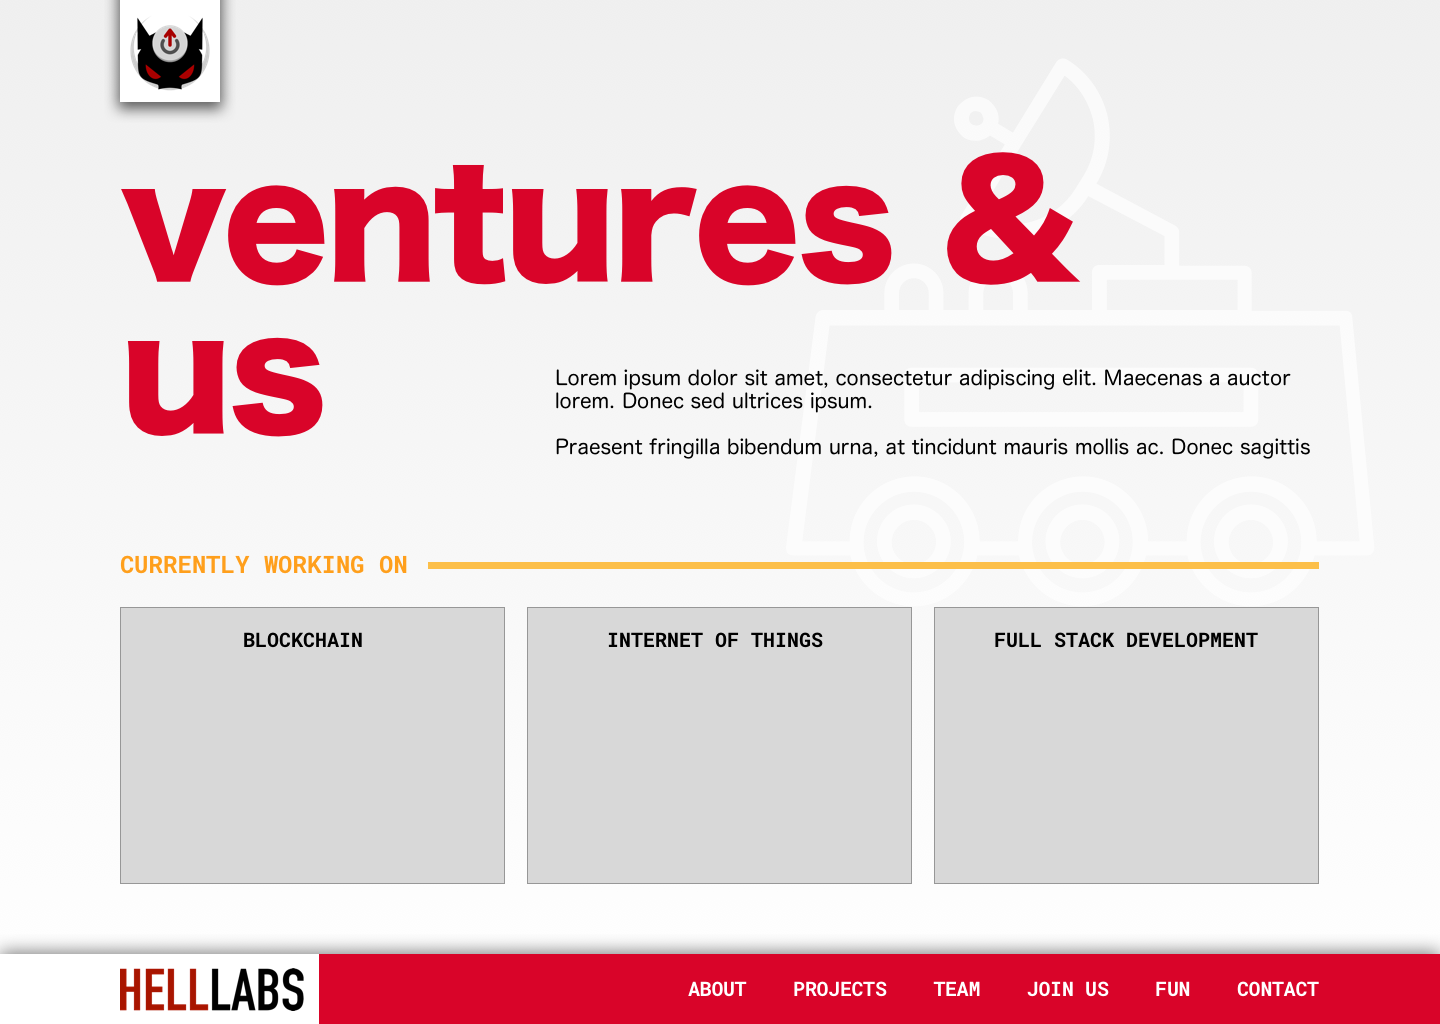 ventures &
us
Lorem ipsum dolor sit amet, consectetur adipiscing elit. Maecenas a auctor
lorem. Donec sed ultrices ipsum.
Praesent fringilla bibendum urna, at tincidunt mauris mollis ac. Donec sagittis
CURRENTLY WORKING ON
BLOCKCHAIN
INTERNET OF THINGS
FULL STACK DEVELOPMENT
HELLLABS
ABOUT PROJECTS TEAM JOIN US FUN CONTACT